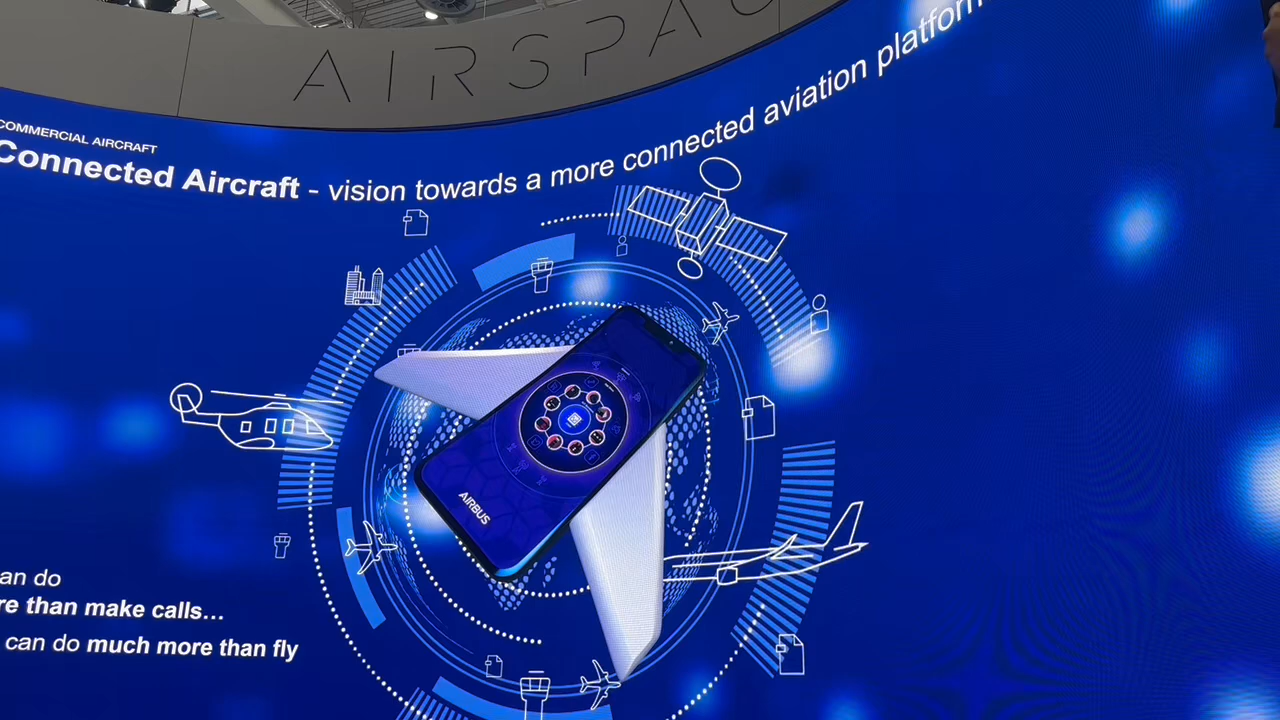 AIRSPAC
COMMERCIAL AIRCRAFT
Connected Aircraft - vision towards a more connected aviation platform
AIRBUS
an do
re than make calls...
can do much more than fly